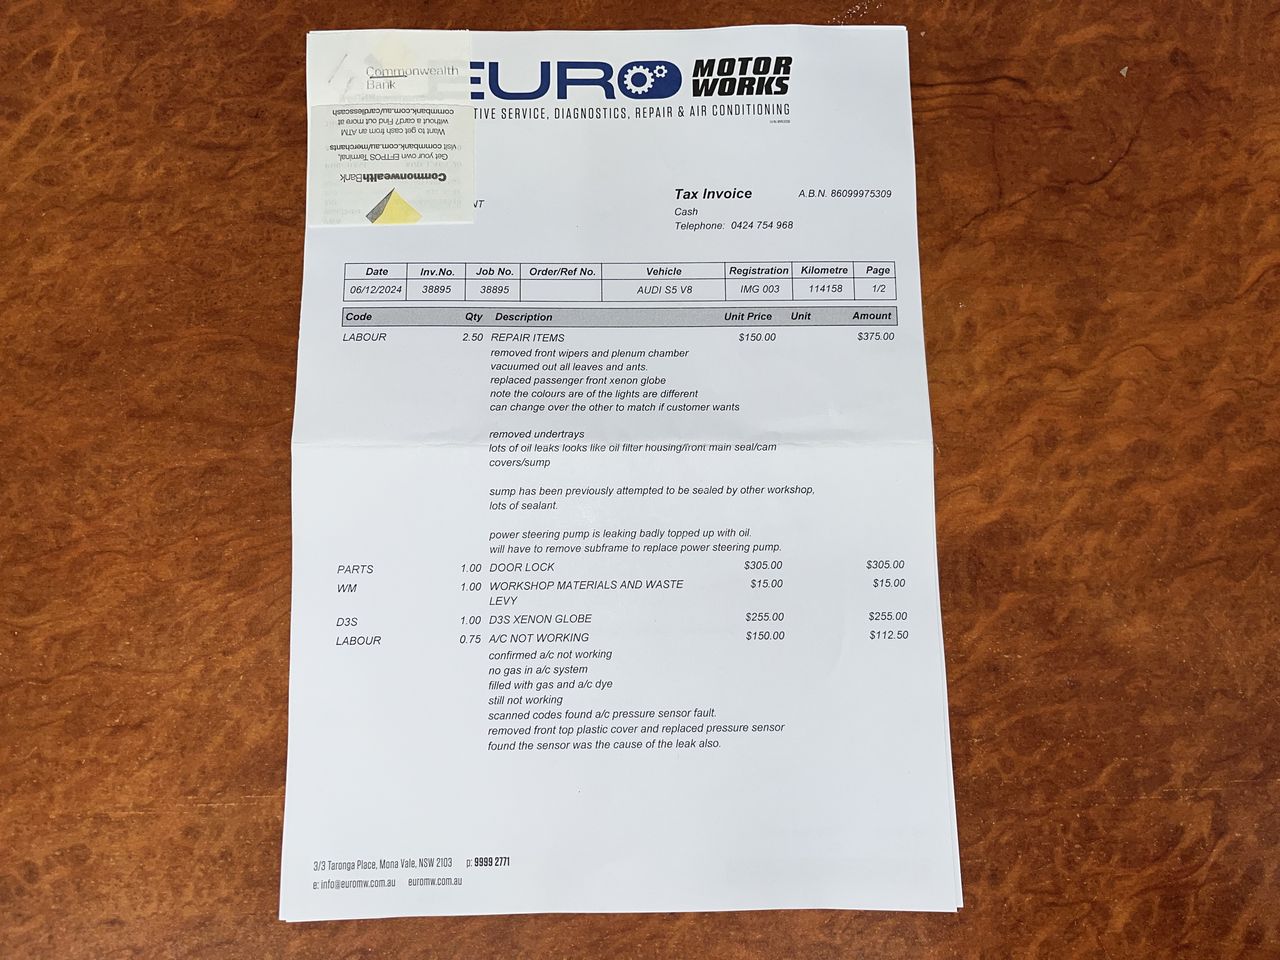 Commonwealth
Bank
EURO MOTOR
WORKS
TIVE SERVICE, DIAGNOSTICS, REPAIR & AIR CONDITIONING
commbank.com.au/cardlesscash
without a card? Find out more at
Want to get cash from an ATM
visit commbank.com.au/merchants
Get your own EFTPOS Terminal,
CommonwealthBank
NT
Tax Invoice A.B.N. 86099975309
Cash
Telephone: 0424 754 968
Date Inv.No. Job No. Order/Ref No. Vehicle Registration Kilometre Page
06/12/2024 38895 38895 AUDI S5 V8 IMG 003 114158 1/2
Code Qty Description Unit Price Unit Amount
LABOUR 2.50 REPAIR ITEMS $150.00 $375.00
removed front wipers and plenum chamber
vacuumed out all leaves and ants.
replaced passenger front xenon globe
note the colours are of the lights are different
can change over the other to match if customer wants
removed undertrays
lots of oil leaks looks like oil filter housing/front main seal/cam
covers/sump
sump has been previously attempted to be sealed by other workshop,
lots of sealant.
power steering pump is leaking badly topped up with oil.
will have to remove subframe to replace power steering pump.
PARTS 1.00 DOOR LOCK $305.00 $305.00
WM 1.00 WORKSHOP MATERIALS AND WASTE $15.00 $15.00
LEVY
D3S 1.00 D3S XENON GLOBE $255.00 $255.00
LABOUR 0.75 A/C NOT WORKING $150.00 $112.50
confirmed a/c not working
no gas in a/c system
filled with gas and a/c dye
still not working
scanned codes found a/c pressure sensor fault.
removed front top plastic cover and replaced pressure sensor
found the sensor was the cause of the leak also.
3/3 Taronga Place, Mona Vale, NSW 2103 p: 9999 2771
e: info@euromw.com.au euromw.com.au